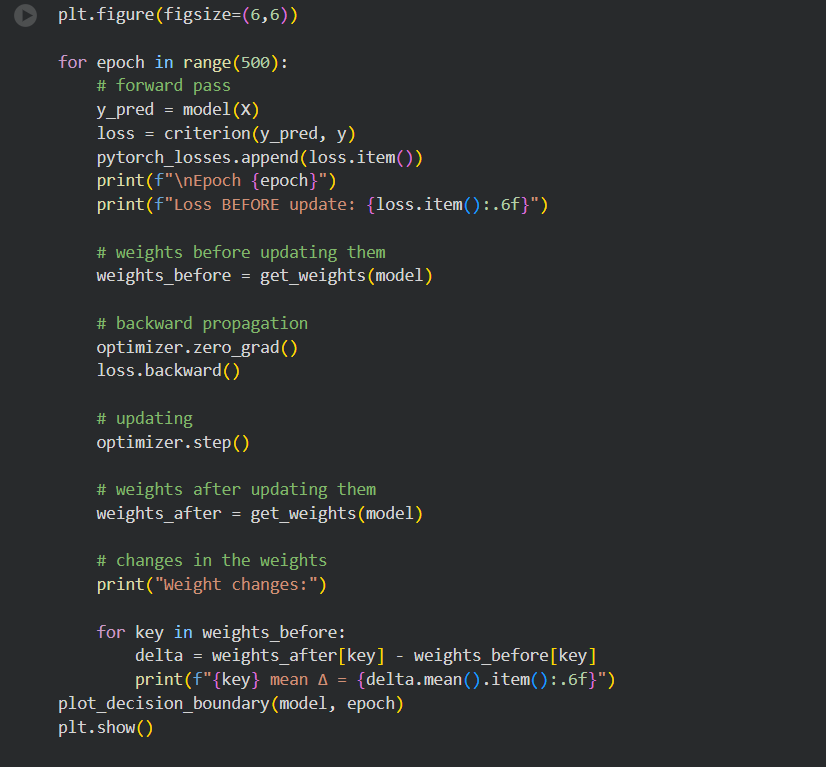 plt.figure(figsize=(6,6))
for epoch in range(500):
    # forward pass
    y_pred = model(X)
    loss = criterion(y_pred, y)
    pytorch_losses.append(loss.item())
    print(f"\nEpoch {epoch}")
    print(f"Loss BEFORE update: {loss.item():.6f}")
    # weights before updating them
    weights_before = get_weights(model)
    # backward propagation
    optimizer.zero_grad()
    loss.backward()
    # updating
    optimizer.step()
    # weights after updating them
    weights_after = get_weights(model)
    # changes in the weights
    print("Weight changes:")
    for key in weights_before:
        delta = weights_after[key] - weights_before[key]
        print(f"{key} mean Δ = {delta.mean().item():.6f}")
plot_decision_boundary(model, epoch)
plt.show()